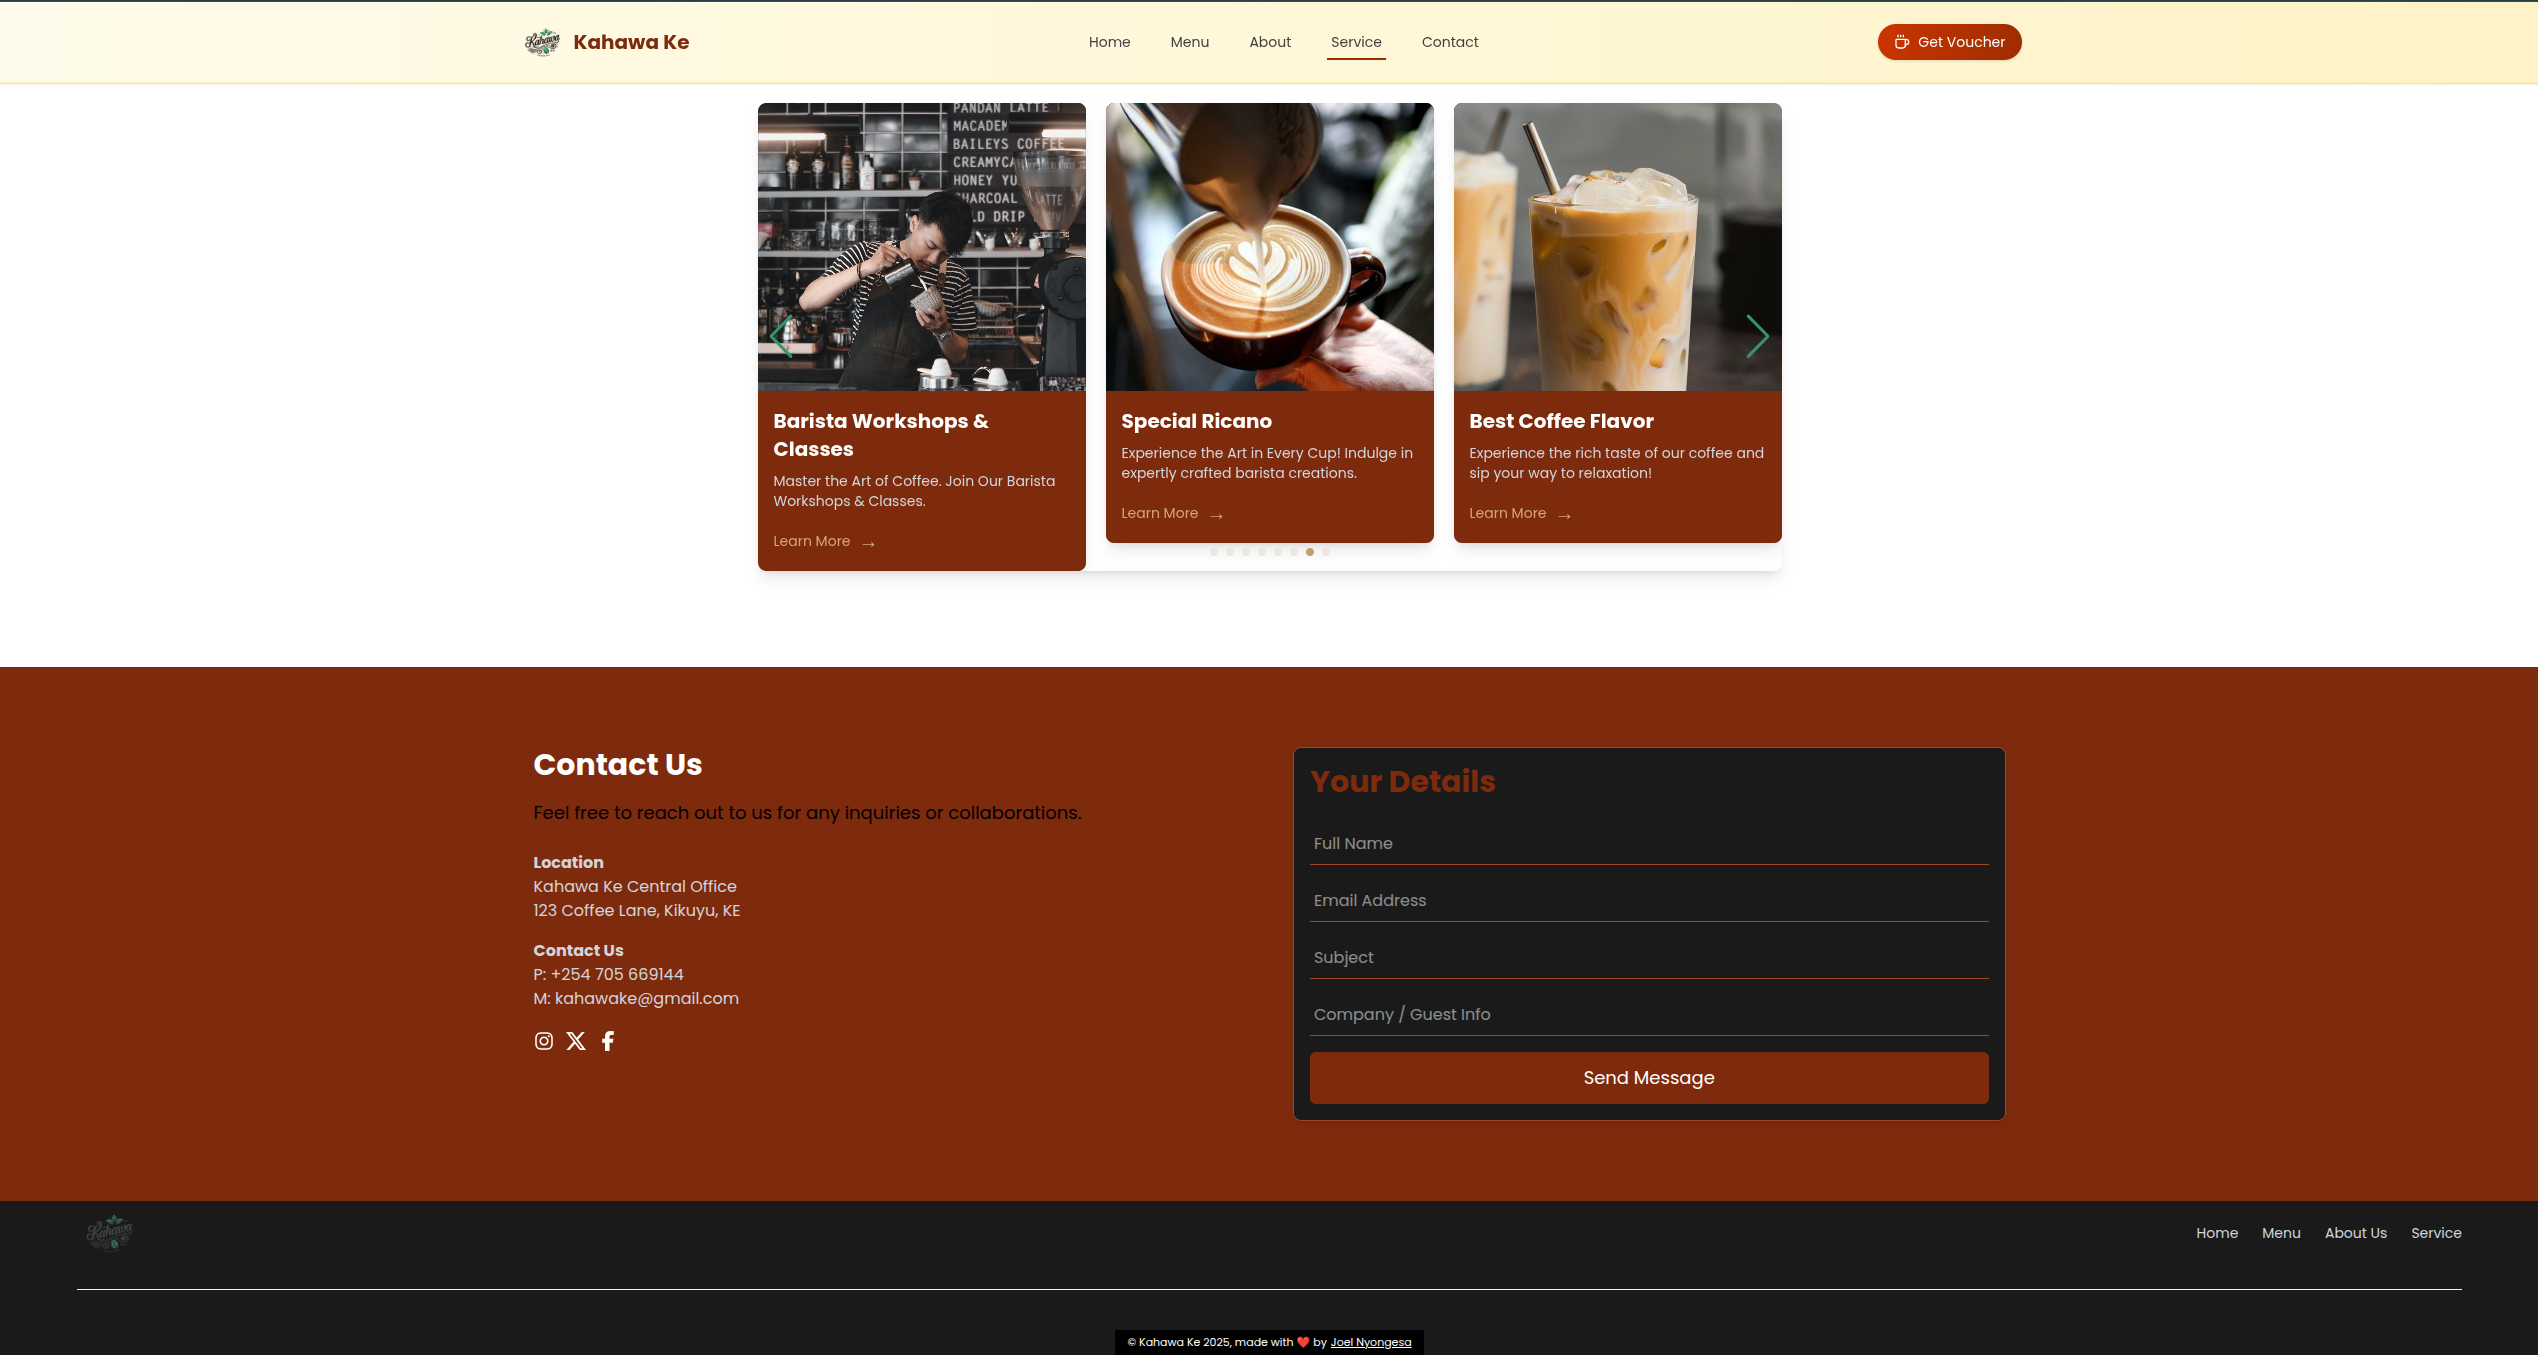 Kahawa
Kahawa Ke
Home
Menu
About
Service
Contact
Get Voucher
PANDAN LATTE
MACADEM
BAILEYS COFFEE
CREAMYCA
HONEY YU
CHARCOAL LATTE
LD DRIP
Barista Workshops &
Classes
Master the Art of Coffee. Join Our Barista
Workshops & Classes.
Learn More →
Special Ricano
Experience the Art in Every Cup! Indulge in
expertly crafted barista creations.
Learn More →
Best Coffee Flavor
Experience the rich taste of our coffee and
sip your way to relaxation!
Learn More →
Contact Us
Feel free to reach out to us for any inquiries or collaborations.
Location
Kahawa Ke Central Office
123 Coffee Lane, Kikuyu, KE
Contact Us
P: +254 705 669144
M: kahawake@gmail.com
Your Details
Full Name
Email Address
Subject
Company / Guest Info
Send Message
Kahawa
Home
Menu
About Us
Service
© Kahawa Ke 2025, made with ❤️ by Joel Nyongesa